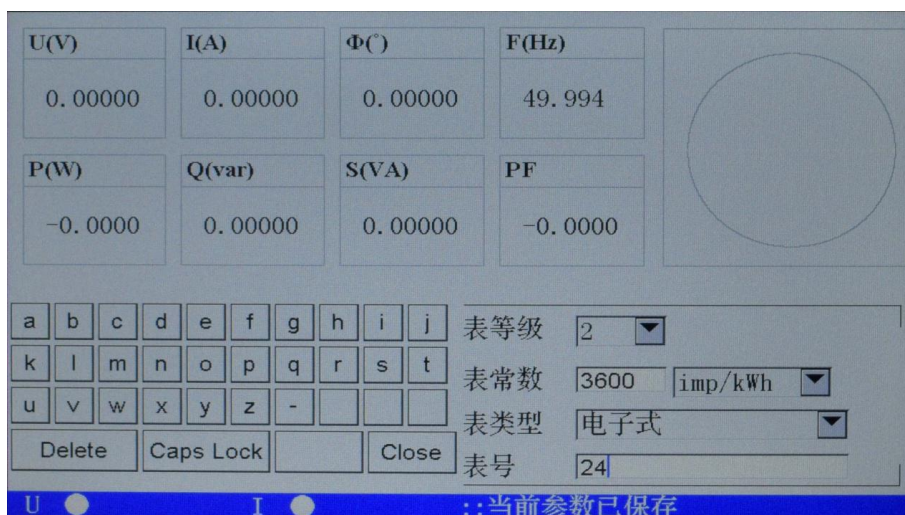 U(V) I(A) Φ(°) F(Hz)
0.00000 0.00000 0.00000 49.994
P(W) Q(var) S(VA) PF
-0.0000 0.00000 0.00000 -0.0000
a b c d e f g h i j
k l m n o p q r s t
u v w x y z -
Delete Caps Lock Close
表等级 2
表常数 3600 imp/kWh
表类型 电子式
表号 24
U I ::当前参数已保存